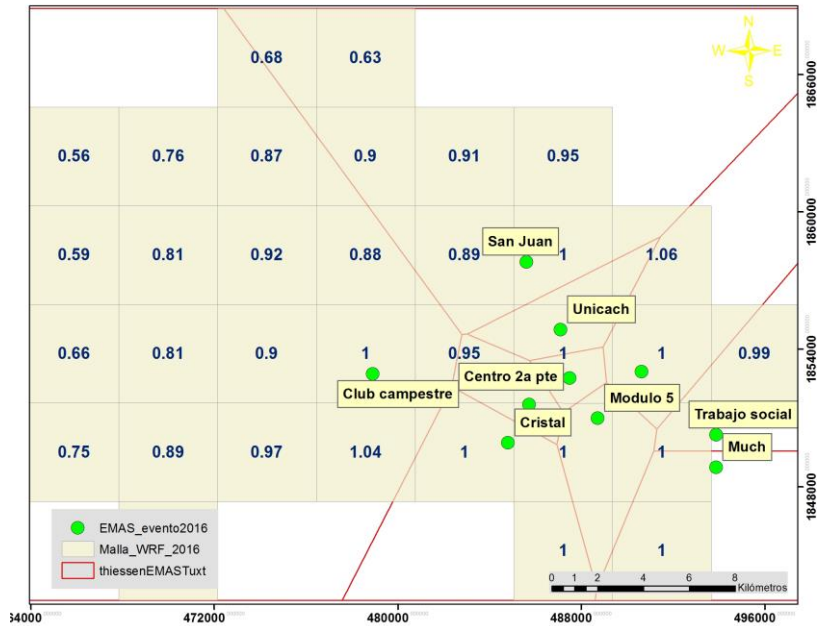 N
W E
S
0.68 0.63
1866000
0.56 0.76 0.87 0.9 0.91 0.95
1860000
San Juan
0.59 0.81 0.92 0.88 0.89 1 1.06
Unicach
0.66 0.81 0.9 1 0.95 1 1 0.99
1854000
Centro 2a pte
Club campestre
Modulo 5
Trabajo social
Cristal
0.75 0.89 0.97 1.04 1 1 1
Much
1848000
EMAS_evento2016
Malla_WRF_2016
thiessenEMASTuxt
1 1
0 0.5 1 2 4 6 8
Kilómetros
472000 480000 488000 496000